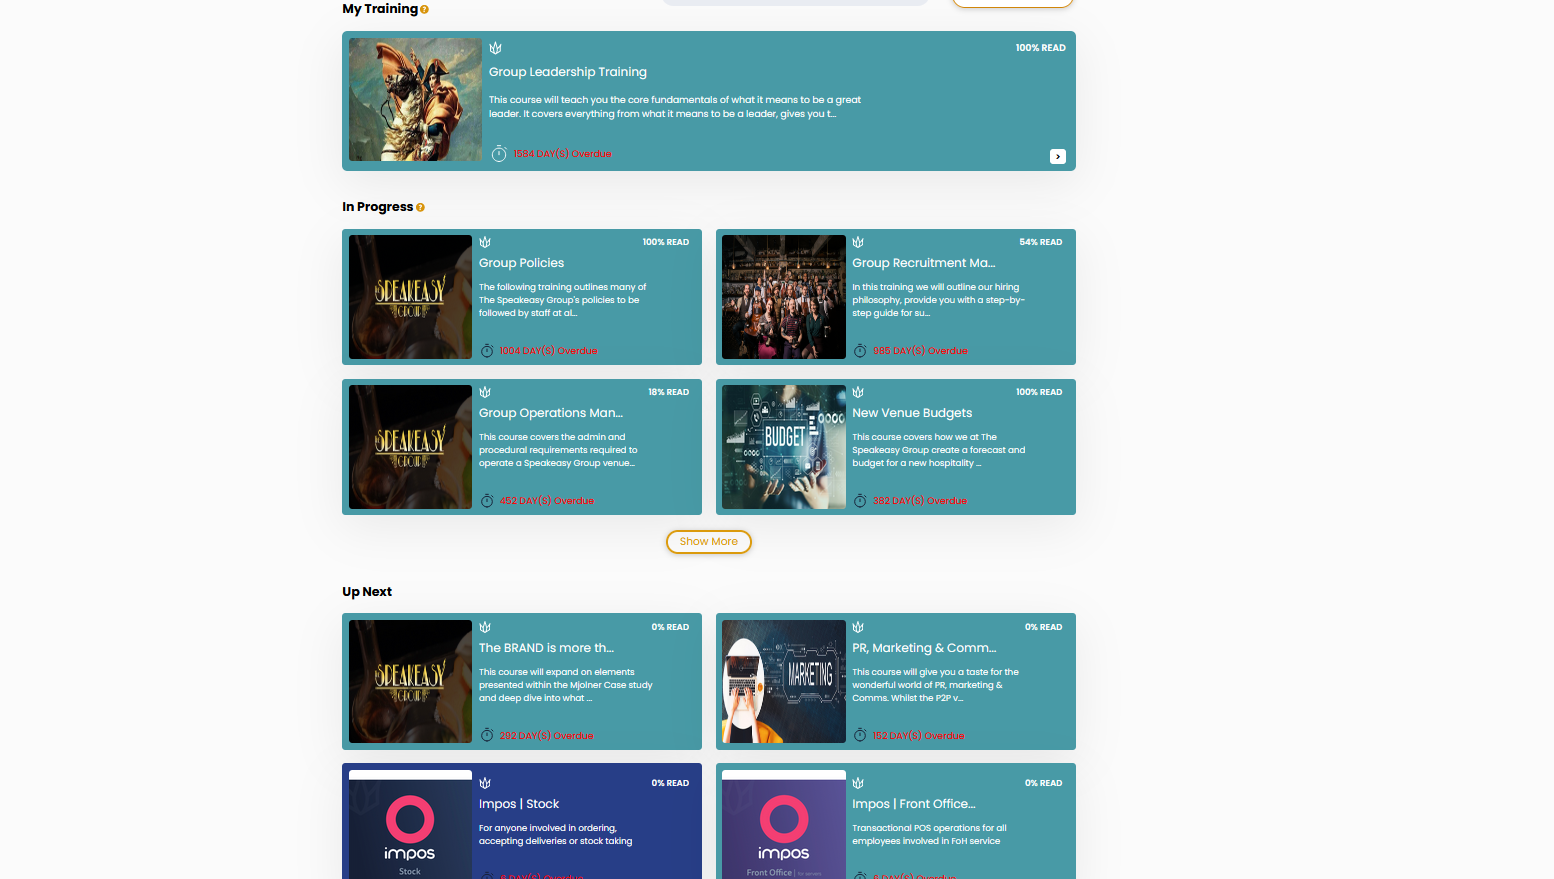 My Training ?
100% READ
Group Leadership Training
This course will teach you the core fundamentals of what it means to be a great
leader. It covers everything from what it means to be a leader, gives you t...
1584 DAY(S) Overdue
In Progress ?
100% READ
Group Policies
The following training outlines many of
The Speakeasy Group's policies to be
followed by staff at al...
1004 DAY(S) Overdue
SPEAKEASY
GROUP
54% READ
Group Recruitment Ma...
In this training we will outline our hiring
philosophy, provide you with a step-by-
step guide for su...
985 DAY(S) Overdue
18% READ
Group Operations Man...
This course covers the admin and
procedural requirements required to
operate a Speakeasy Group venue...
452 DAY(S) Overdue
SPEAKEASY
GROUP
100% READ
New Venue Budgets
This course covers how we at The
Speakeasy Group create a forecast and
budget for a new hospitality ...
382 DAY(S) Overdue
BUDGET
Show More
Up Next
0% READ
The BRAND is more th...
This course will expand on elements
presented within the Mjolner Case study
and deep dive into what ...
292 DAY(S) Overdue
SPEAKEASY
GROUP
0% READ
PR, Marketing & Comm...
This course will give you a taste for the
wonderful world of PR, marketing &
Comms. Whilst the P2P v...
152 DAY(S) Overdue
MARKETING
0% READ
Impos | Stock
For anyone involved in ordering,
accepting deliveries or stock taking
impos
Stock
0% READ
Impos | Front Office...
Transactional POS operations for all
employees involved in FoH service
impos
Front Office | for servers